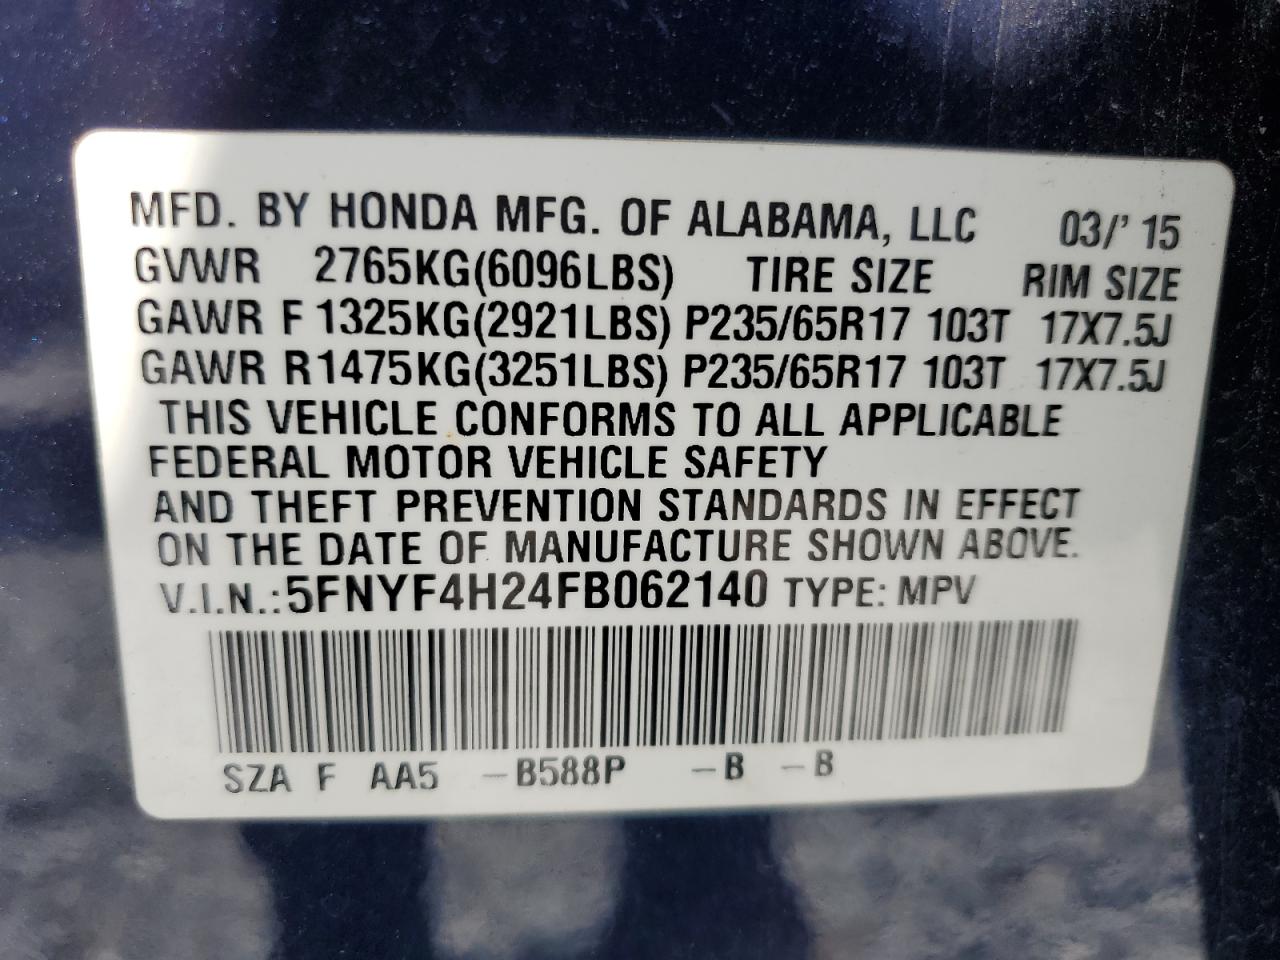 MFD. BY HONDA MFG. OF ALABAMA, LLC 03/' 15
GVWR 2765KG(6096LBS) TIRE SIZE RIM SIZE
GAWR F 1325KG(2921LBS) P235/65R17 103T 17X7.5J
GAWR R1475KG(3251LBS) P235/65R17 103T 17X7.5J
THIS VEHICLE CONFORMS TO ALL APPLICABLE
FEDERAL MOTOR VEHICLE SAFETY
AND THEFT PREVENTION STANDARDS IN EFFECT
ON THE DATE OF MANUFACTURE SHOWN ABOVE.
V.I.N.:5FNYF4H24FB062140 TYPE: MPV
SZA F AA5 -B588P -B -B